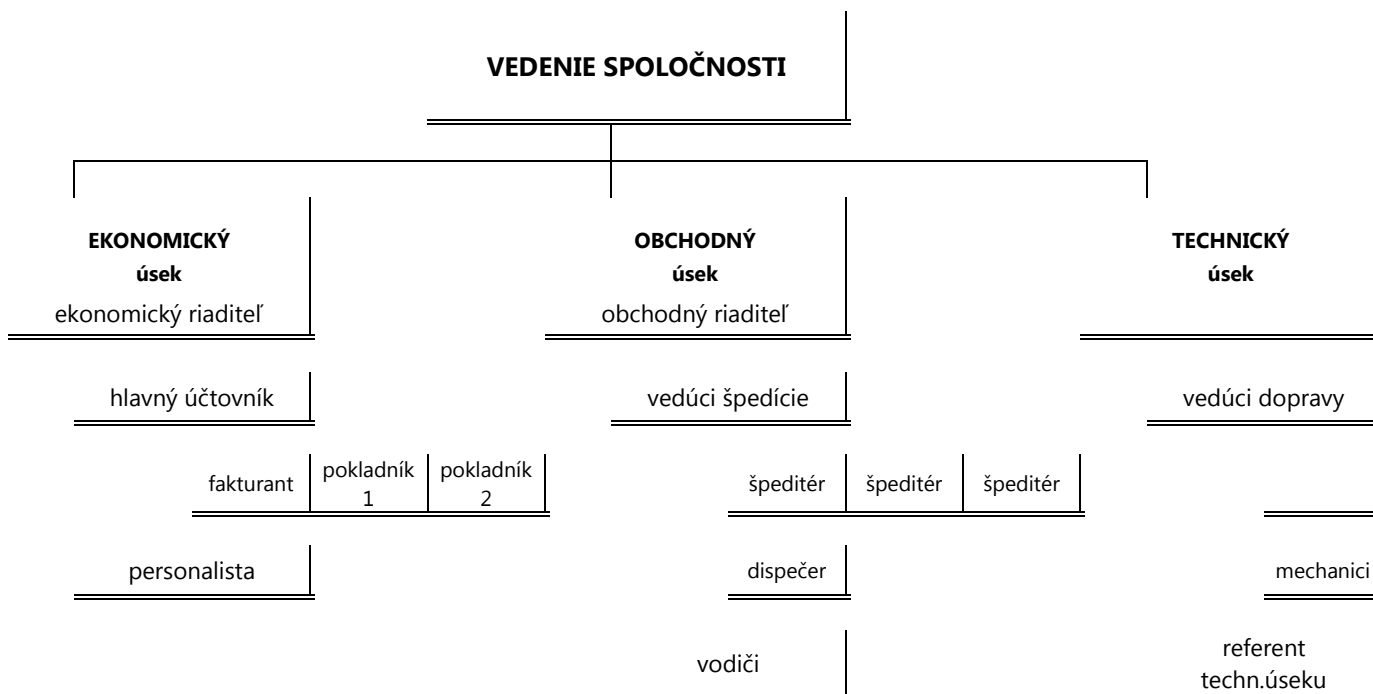 VEDENIE SPOLOČNOSTI
EKONOMICKÝ
úsek
ekonomický riaditeľ
OBCHODNÝ
úsek
obchodný riaditeľ
TECHNICKÝ
úsek
hlavný účtovník
vedúci špedície
vedúci dopravy
fakturant
pokladník
1
pokladník
2
špeditér
špeditér
špeditér
personalista
dispečer
mechanici
vodiči
referent
techn.úseku